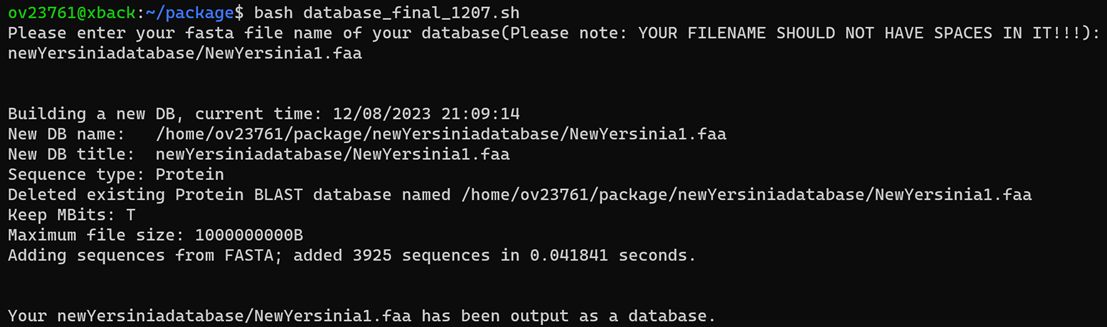 ov23761@xback:~/package$ bash database_final_1207.sh
Please enter your fasta file name of your database(Please note: YOUR FILENAME SHOULD NOT HAVE SPACES IN IT!!!):
newYersiniadatabase/NewYersinia1.faa
Building a new DB, current time: 12/08/2023 21:09:14
New DB name:   /home/ov23761/package/newYersiniadatabase/NewYersinia1.faa
New DB title:  newYersiniadatabase/NewYersinia1.faa
Sequence type: Protein
Deleted existing Protein BLAST database named /home/ov23761/package/newYersiniadatabase/NewYersinia1.faa
Keep MBits: T
Maximum file size: 1000000000B
Adding sequences from FASTA; added 3925 sequences in 0.041841 seconds.
Your newYersiniadatabase/NewYersinia1.faa has been output as a database.